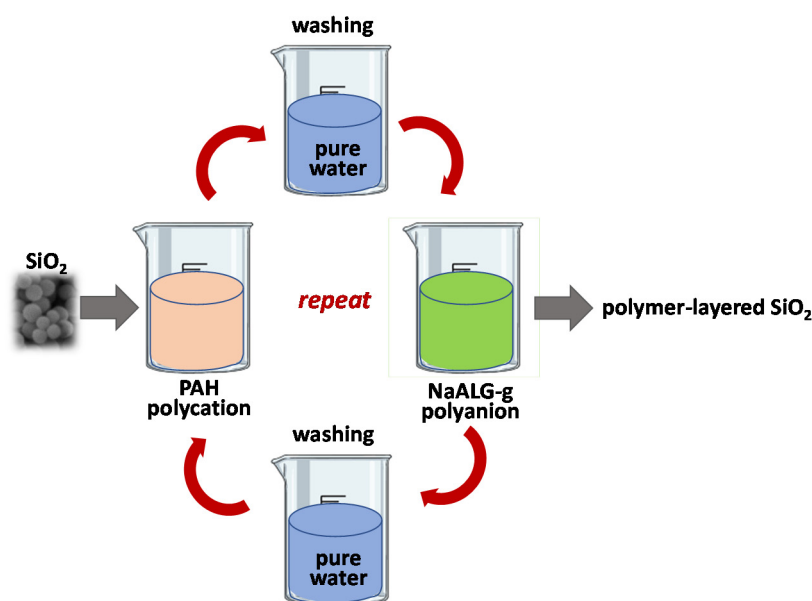 washing
pure
water
SiO₂
repeat
polymer-layered SiO₂
PAH
polycation
NaALG-g
polyanion
washing
pure
water